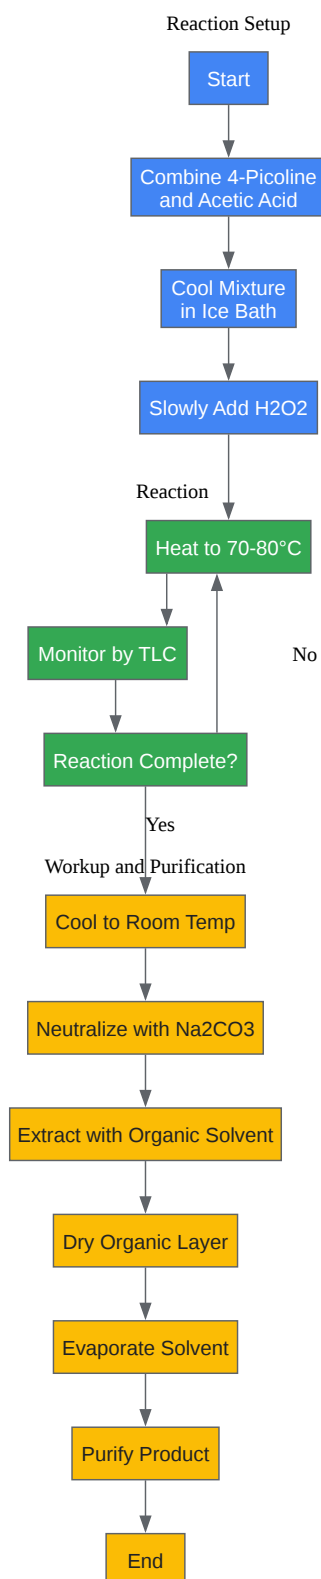 Reaction Setup
Start
Combine 4-Picoline
and Acetic Acid
Cool Mixture
in Ice Bath
Slowly Add H2O2
Reaction
Heat to 70-80°C
Monitor by TLC
No
Reaction Complete?
Yes
Workup and Purification
Cool to Room Temp
Neutralize with Na2CO3
Extract with Organic Solvent
Dry Organic Layer
Evaporate Solvent
Purify Product
End